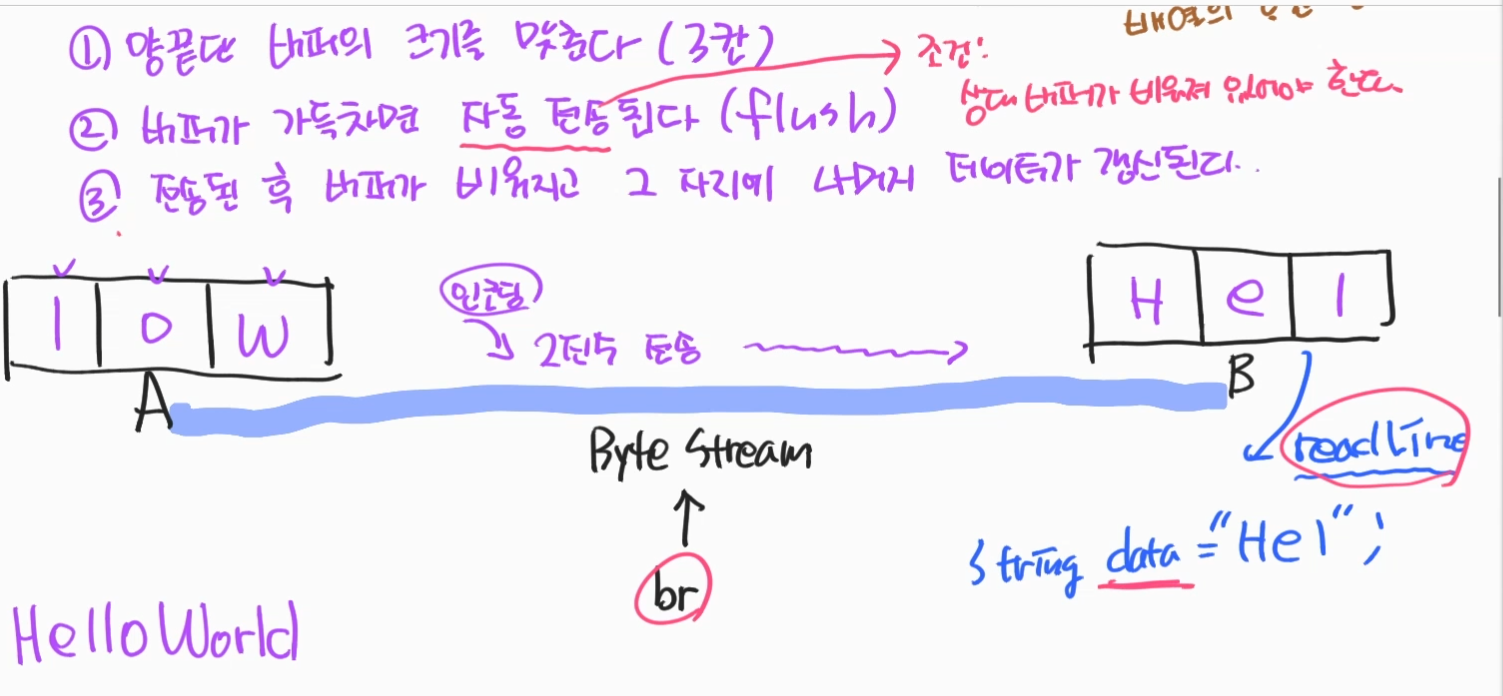 ① 양끝단 버퍼의 크기를 맞춘다 (3칸)
배열의
조건:
상대 버퍼가 비워져 있어야 한다.
② 버퍼가 가득차면 자동 전송된다 (flush)
③ 전송된 후 버퍼가 비워지고 그 자리에 나머지 데이터가 갱신된다..
l o W
인코딩
2진수 전송
H e l
A
B
Byte Stream
readLine
br
String data = "Hel";
HelloWorld